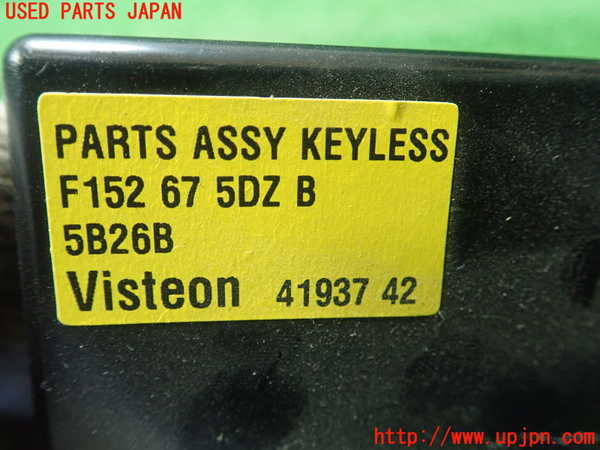 USED PARTS JAPAN
PARTS ASSY KEYLESS
F152 67 5DZ B
5B26B
Visteon 41937 42
http://www.upjpn.com/